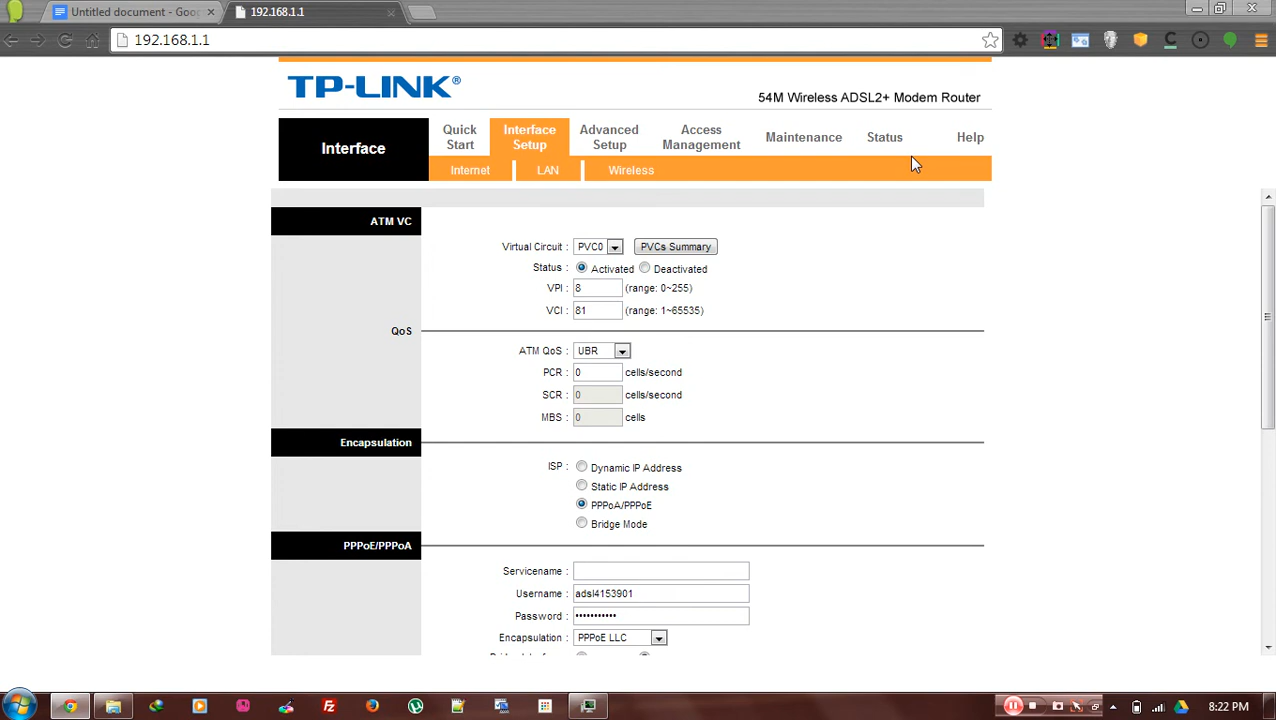 Untitled document - Goo
192.168.1.1
192.168.1.1
TP-LINK®
54M Wireless ADSL2+ Modem Router
Interface
Quick Start
Interface Setup
Advanced Setup
Access Management
Maintenance
Status
Help
Internet
LAN
Wireless
ATM VC
Virtual Circuit : PVC0 PVCs Summary
Status : Activated Deactivated
VPI : 8 (range: 0~255)
VCI : 81 (range: 1~65535)
QoS
ATM QoS : UBR
PCR : 0 cells/second
SCR : 0 cells/second
MBS : 0 cells
Encapsulation
ISP : Dynamic IP Address
Static IP Address
PPPoA/PPPoE
Bridge Mode
PPPoE/PPPoA
Servicename :
Username : adsl4153901
Password : •••••••••••
Encapsulation : PPPoE LLC
8:22 PM